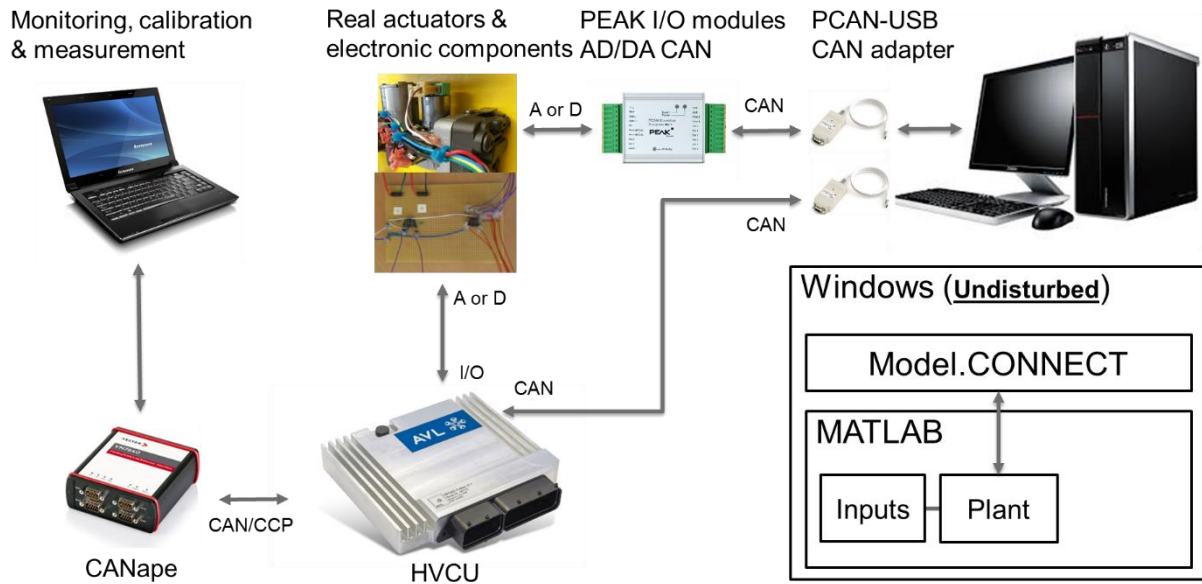 Monitoring, calibration
& measurement
Real actuators &
electronic components
PEAK I/O modules
AD/DA CAN
PCAN-USB
CAN adapter
A or D
CAN
PEAK
CAN
A or D
I/O
CAN
AVL
CAN/CCP
CANape
HVCU
Windows (Undisturbed)
Model.CONNECT
MATLAB
Inputs
Plant